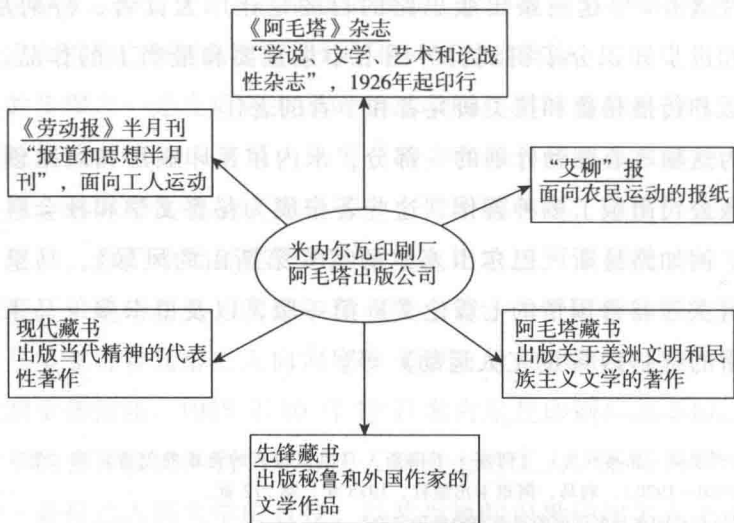 《阿毛塔》杂志
“学说、文学、艺术和论战
性杂志”，1926年起印行
《劳动报》半月刊
“报道和思想半月
刊”，面向工人运动
“艾柳”报
面向农民运动的报纸
米内尔瓦印刷厂
阿毛塔出版公司
现代藏书
出版当代精神的代表
性著作
阿毛塔藏书
出版关于美洲文明和民
族主义文学的著作
先锋藏书
出版秘鲁和外国作家的
文学作品